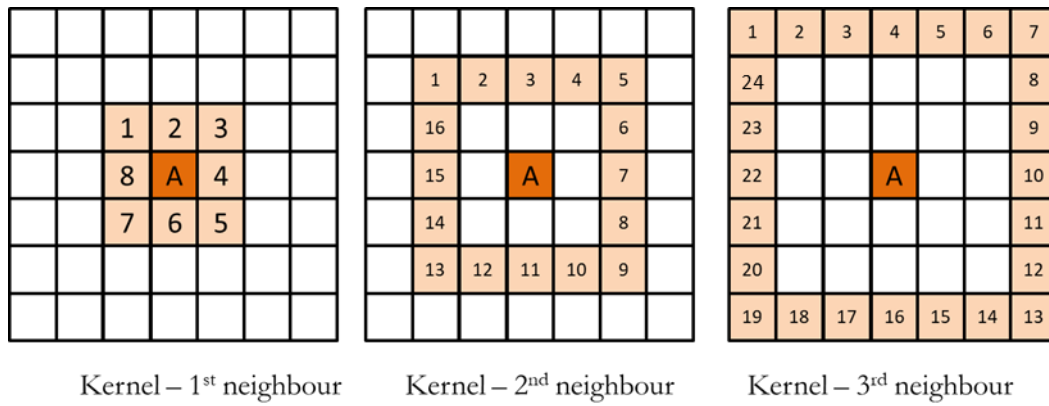 1 2 3
8 A 4
7 6 5
Kernel – 1st neighbour
1 2 3 4 5
16 6
15 A 7
14 8
13 12 11 10 9
Kernel – 2nd neighbour
1 2 3 4 5 6 7
24 8
23 9
22 A 10
21 11
20 12
19 18 17 16 15 14 13
Kernel – 3rd neighbour